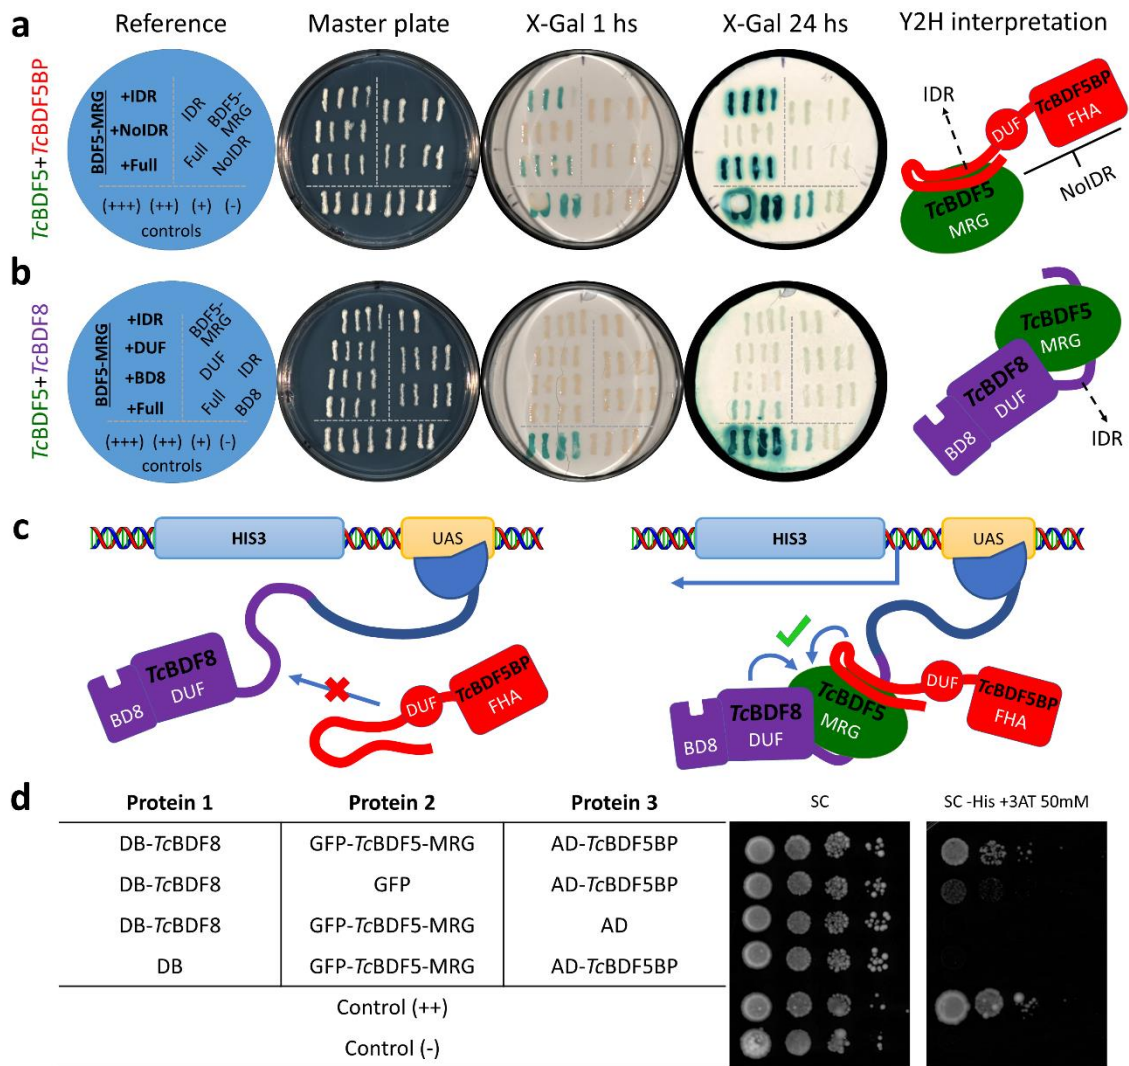 a
Reference
Master plate
X-Gal 1 hs
X-Gal 24 hs
Y2H interpretation
TcBDF5+TcBDF5BP
BDF5-MRG
+IDR
+NoIDR
+Full
IDR
BDF5-
MRG
Full
NoIDR
(+++) (++) (+) (-)
controls
IDR
DUF
TcBDF5BP
FHA
TcBDF5
MRG
NoIDR
b
TcBDF5+TcBDF8
BDF5-MRG
+IDR
+DUF
+BD8
+Full
BDF5-
MRG
DUF
IDR
Full
BD8
(+++) (++) (+) (-)
controls
TcBDF5
MRG
TcBDF8
DUF
BD8
IDR
c
HIS3
UAS
TcBDF8
DUF
BD8
DUF
TcBDF5BP
FHA
HIS3
UAS
TcBDF8
DUF
BD8
TcBDF5
MRG
DUF
TcBDF5BP
FHA
d
Protein 1 Protein 2 Protein 3 SC SC -His +3AT 50mM
DB-TcBDF8 GFP-TcBDF5-MRG AD-TcBDF5BP
DB-TcBDF8 GFP AD-TcBDF5BP
DB-TcBDF8 GFP-TcBDF5-MRG AD
DB GFP-TcBDF5-MRG AD-TcBDF5BP
Control (++)
Control (-)